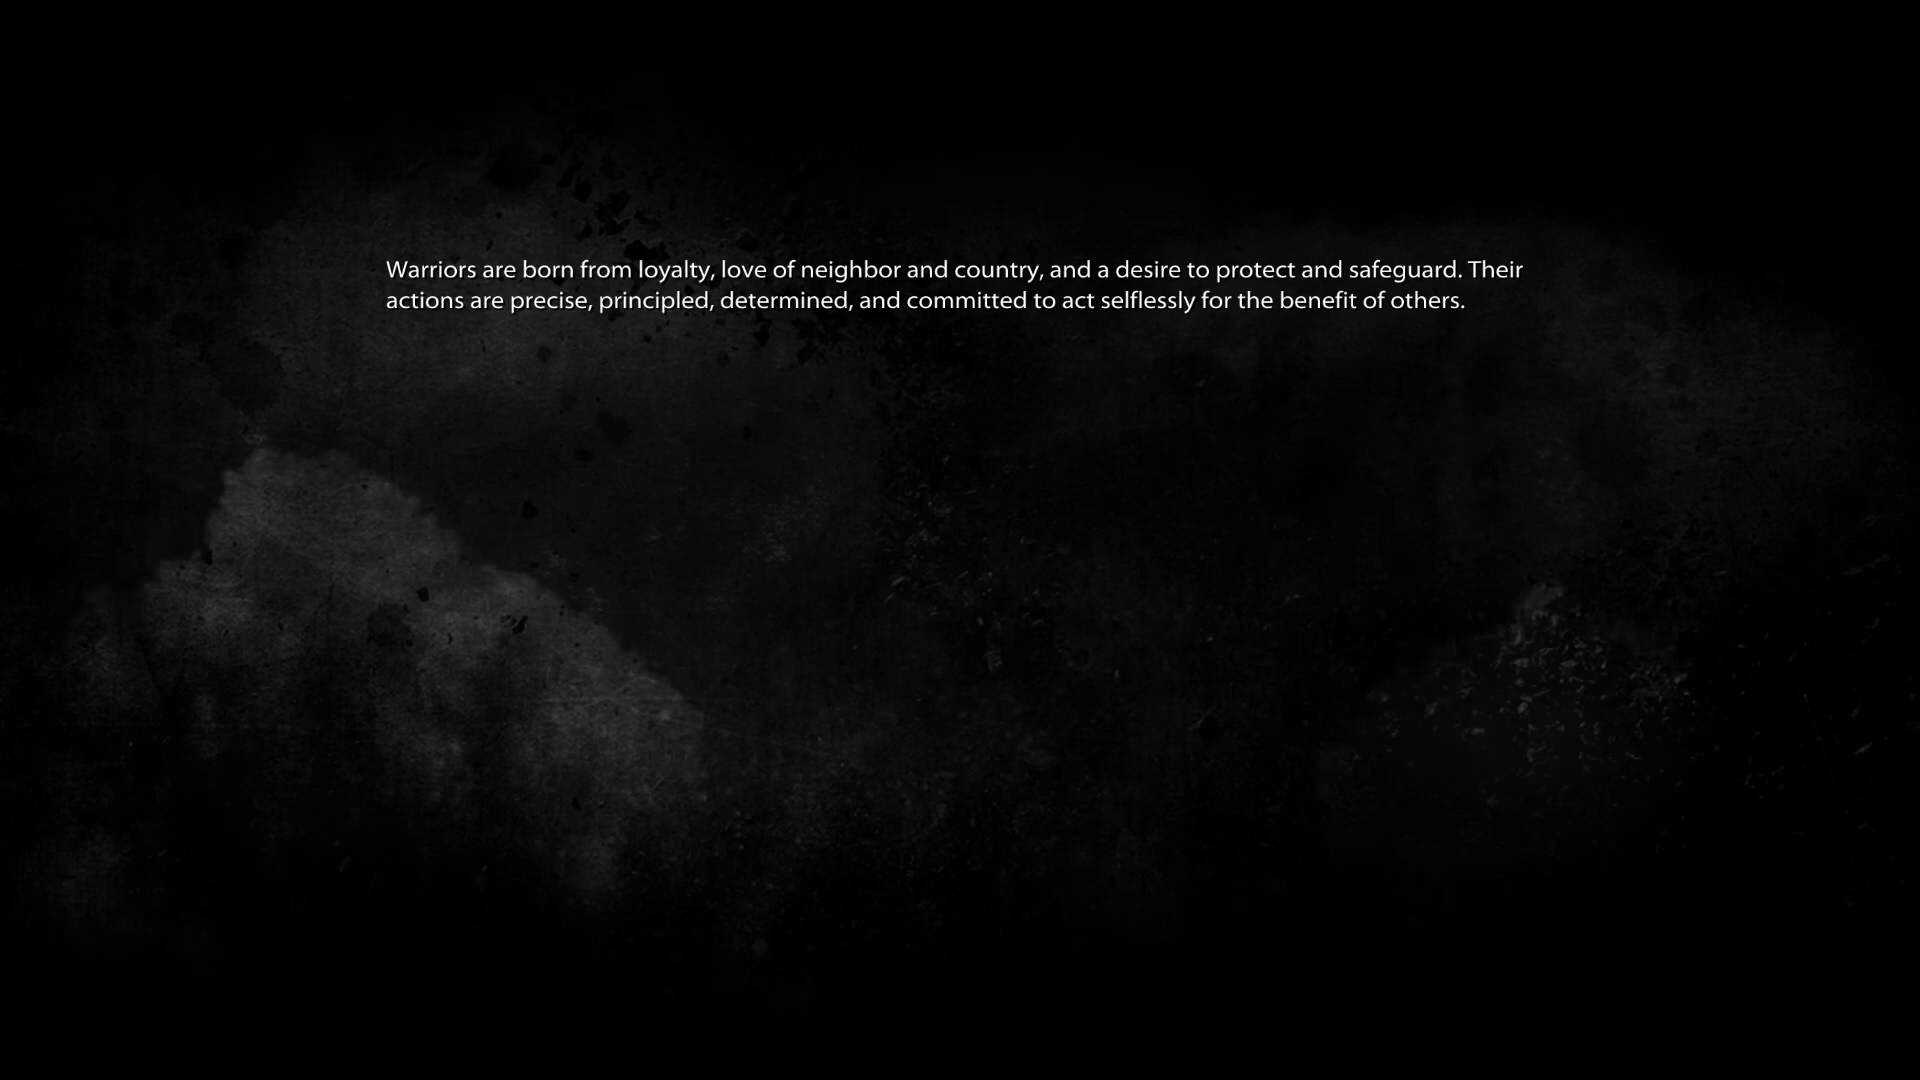 Warriors are born from loyalty, love of neighbor and country, and a desire to protect and safeguard. Their
actions are precise, principled, determined, and committed to act selflessly for the benefit of others.